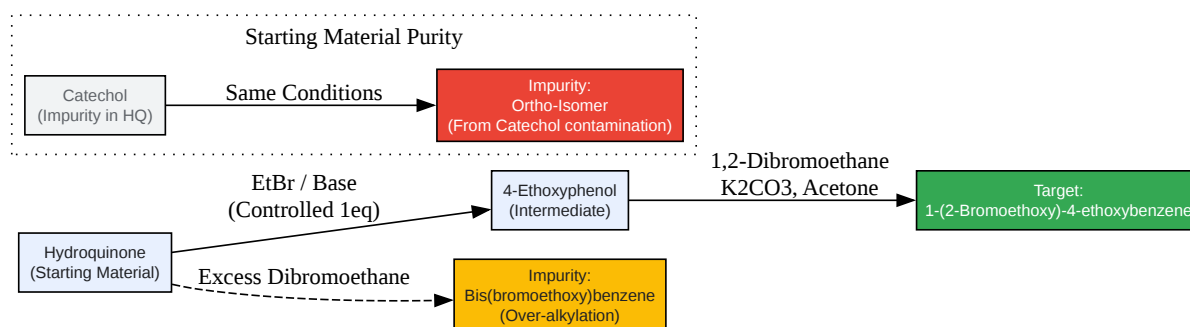 Starting Material Purity
Catechol
(Impurity in HQ)
Same Conditions
Impurity:
Ortho-Isomer
(From Catechol contamination)
EtBr / Base
(Controlled 1eq)
4-Ethoxyphenol
(Intermediate)
1,2-Dibromoethane
K2CO3, Acetone
Target:
1-(2-Bromoethoxy)-4-ethoxybenzene
Hydroquinone
(Starting Material)
Excess Dibromoethane
Impurity:
Bis(bromoethoxy)benzene
(Over-alkylation)